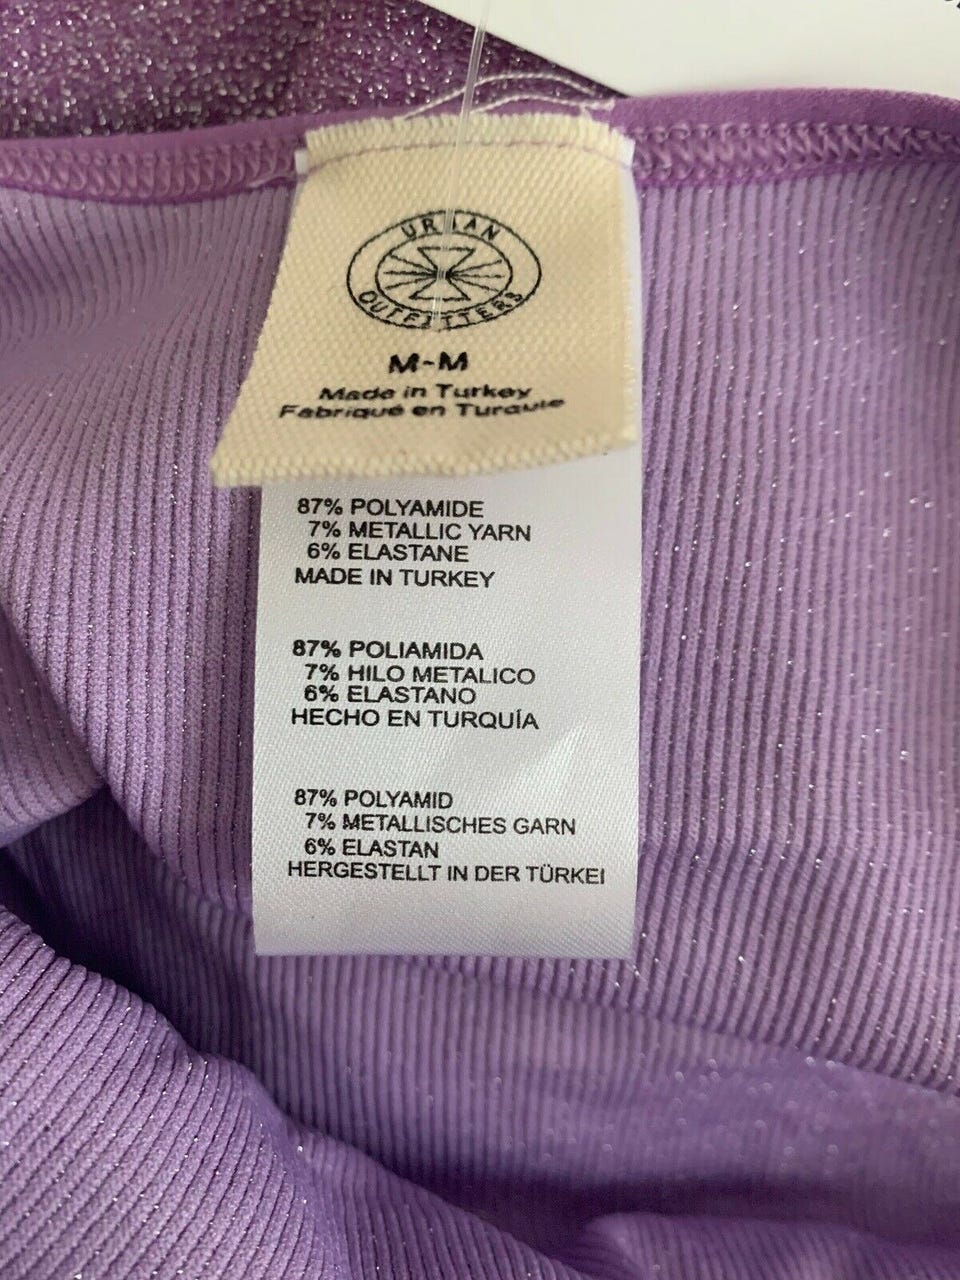 URBAN
OUTFITTERS
M-M
Made in Turkey
Fabriqué en Turquie
87% POLYAMIDE
7% METALLIC YARN
6% ELASTANE
MADE IN TURKEY
87% POLIAMIDA
7% HILO METALICO
6% ELASTANO
HECHO EN TURQUÍA
87% POLYAMID
7% METALLISCHES GARN
6% ELASTAN
HERGESTELLT IN DER TÜRKEI